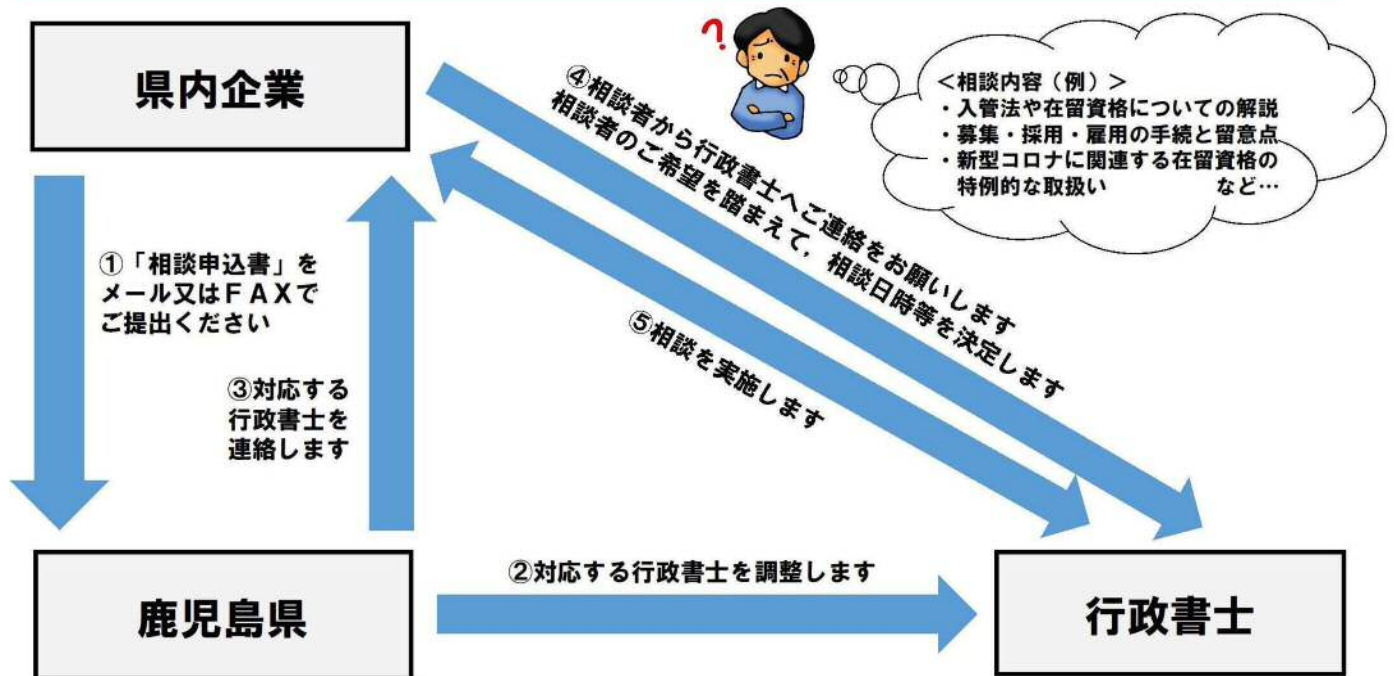 県内企業
?
<相談内容（例）>
・入管法や在留資格についての解説
・募集・採用・雇用の手続と留意点
・新型コロナに関連する在留資格の
特例的な取扱い など…
④相談者から行政書士へご連絡をお願いします
相談者のご希望を踏まえて，相談日時等を決定します
①「相談申込書」を
メール又はＦＡＸで
ご提出ください
⑤相談を実施します
③対応する
行政書士を
連絡します
②対応する行政書士を調整します
鹿児島県
行政書士